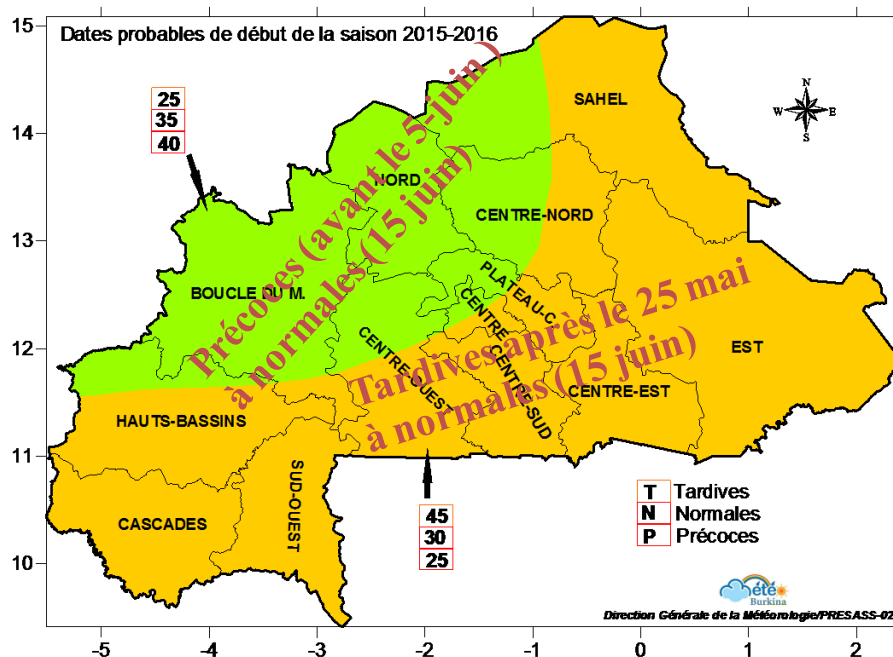 15
14
13
12
11
10
Dates probables de début de la saison 2015-2016
25
35
40
N
W
E
S
SAHEL
NORD
CENTRE-NORD
BOUCLE DU M.
PLATEAU-C.
CENTRE
CENTRE-OUEST
CENTRE-SUD
CENTRE-EST
EST
HAUTS-BASSINS
CASCADES
SUD-OUEST
Précoces (avant le 5-juin )
à normales (15 juin)
Tardives après le 25 mai
à normales (15 juin)
45
30
25
T Tardives
N Normales
P Précoces
Météo
Burkina
Direction Générale de la Météorologie/PRESASS-02
-5
-4
-3
-2
-1
0
1
2